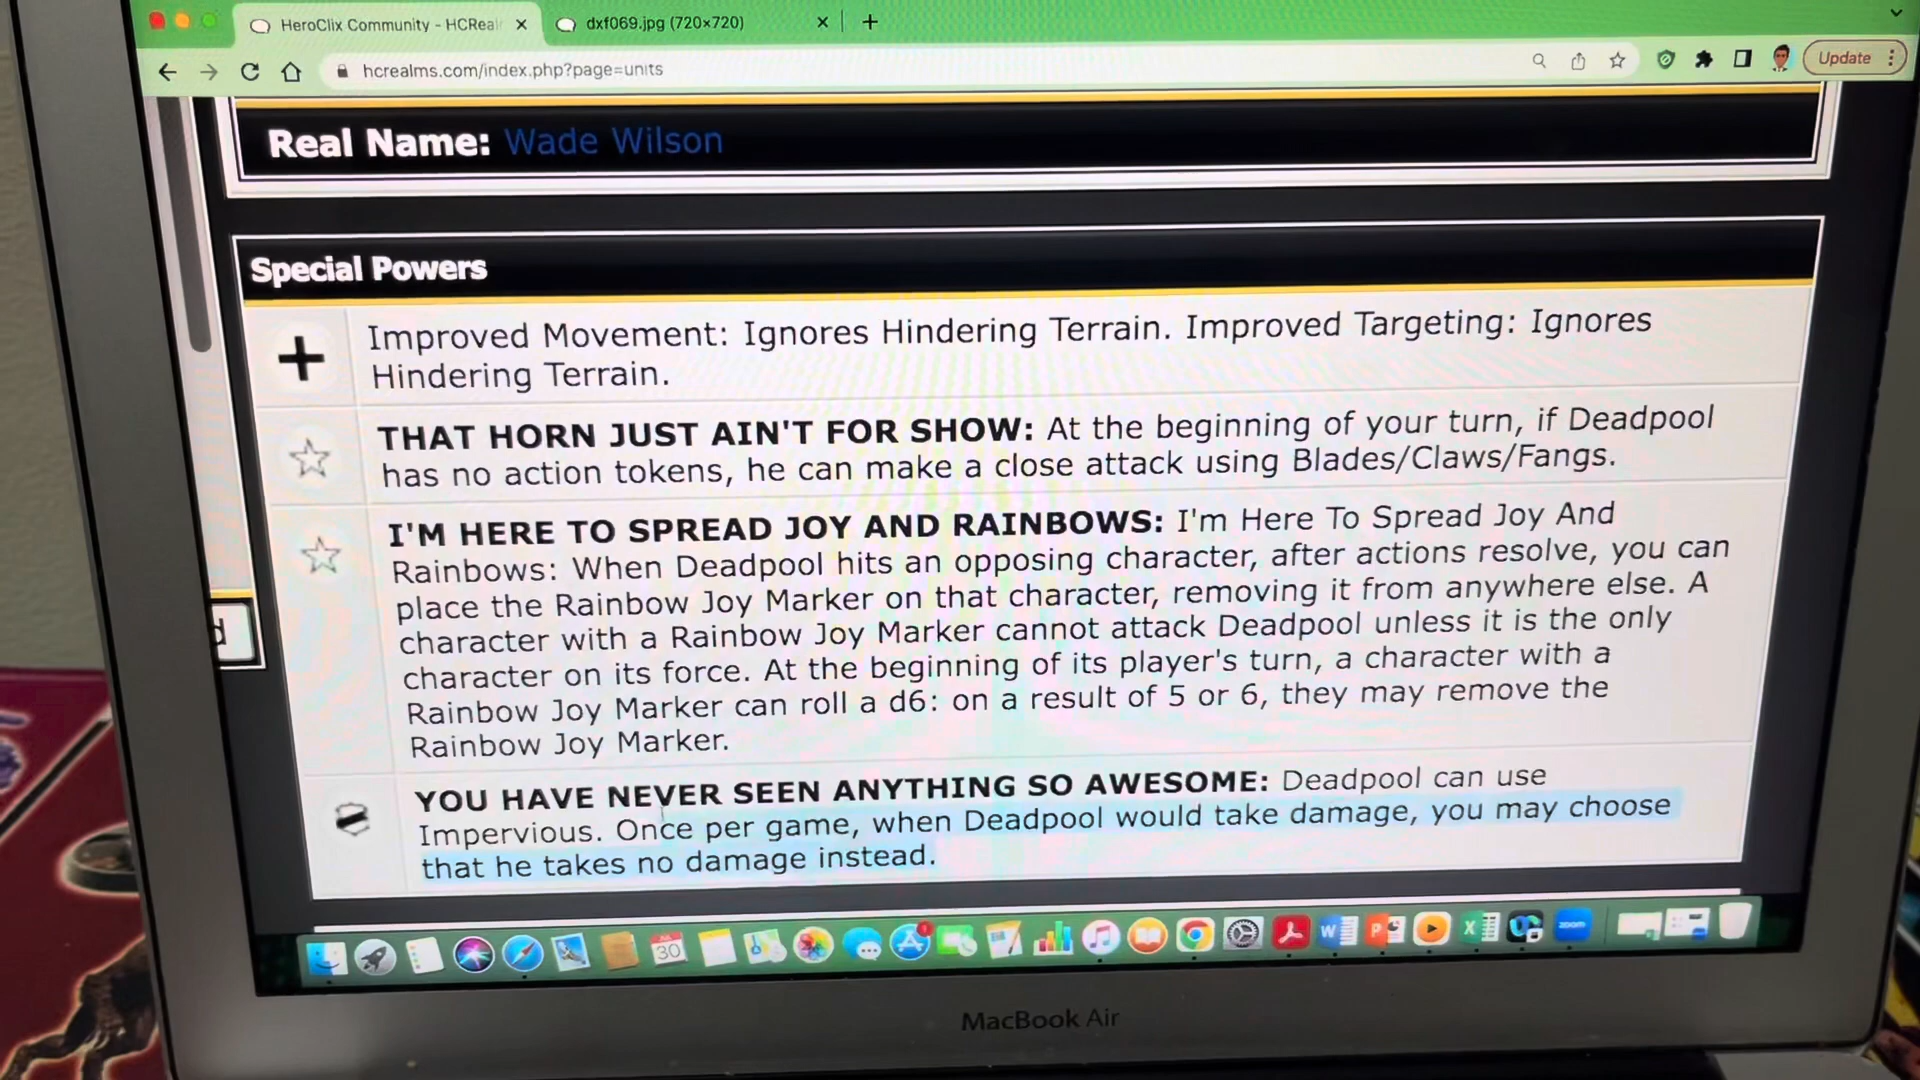 HeroClix Community - HCReal
dxf069.jpg (720×720)
hcrealms.com/index.php?page=units
Update
Real Name: Wade Wilson
Special Powers
Improved Movement: Ignores Hindering Terrain. Improved Targeting: Ignores
Hindering Terrain.
THAT HORN JUST AIN'T FOR SHOW: At the beginning of your turn, if Deadpool
has no action tokens, he can make a close attack using Blades/Claws/Fangs.
I'M HERE TO SPREAD JOY AND RAINBOWS: I'm Here To Spread Joy And
Rainbows: When Deadpool hits an opposing character, after actions resolve, you can
place the Rainbow Joy Marker on that character, removing it from anywhere else. A
character with a Rainbow Joy Marker cannot attack Deadpool unless it is the only
character on its force. At the beginning of its player's turn, a character with a
Rainbow Joy Marker can roll a d6: on a result of 5 or 6, they may remove the
Rainbow Joy Marker.
YOU HAVE NEVER SEEN ANYTHING SO AWESOME: Deadpool can use
Impervious. Once per game, when Deadpool would take damage, you may choose
that he takes no damage instead.
30
W
P
X
zoom
MacBook Air